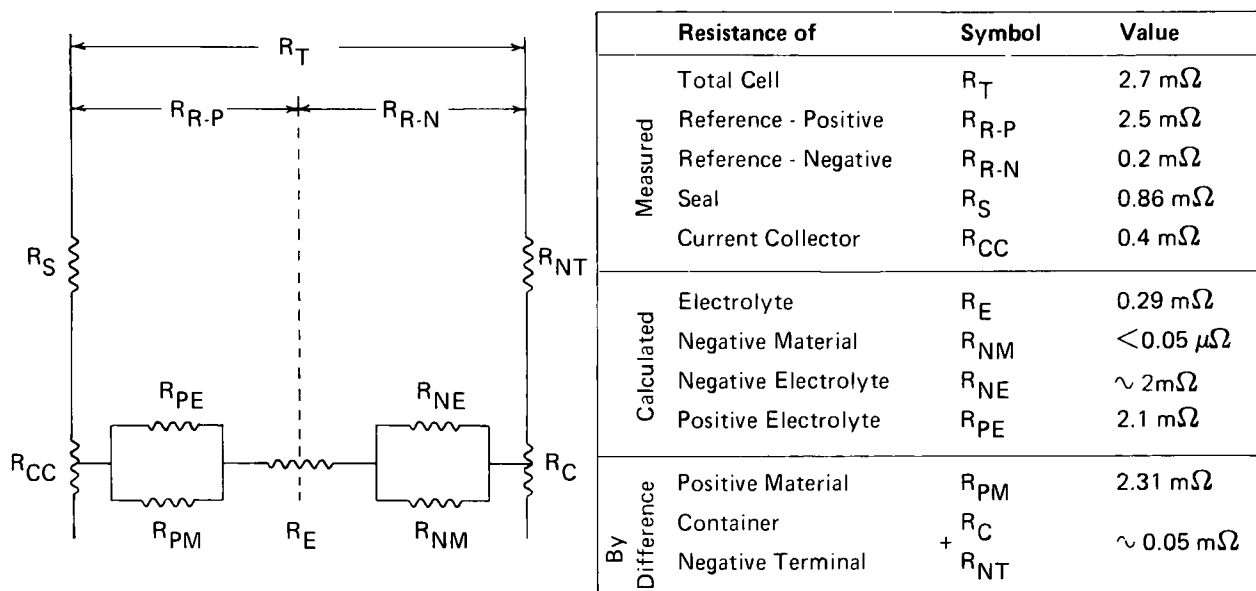 R_T
R_R-P R_R-N
R_S R_NT
R_PE R_NE
R_CC R_C
R_PM R_E R_NM
Resistance of Symbol Value
Measured
Total Cell R_T 2.7 mΩ
Reference - Positive R_R-P 2.5 mΩ
Reference - Negative R_R-N 0.2 mΩ
Seal R_S 0.86 mΩ
Current Collector R_CC 0.4 mΩ
Calculated
Electrolyte R_E 0.29 mΩ
Negative Material R_NM <0.05 μΩ
Negative Electrolyte R_NE ~ 2mΩ
Positive Electrolyte R_PE 2.1 mΩ
By
Difference
Positive Material R_PM 2.31 mΩ
Container R_C
+ ~ 0.05 mΩ
Negative Terminal R_NT